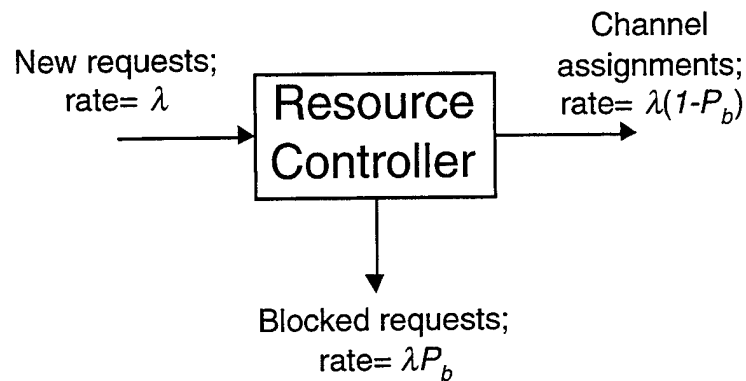 New requests;
rate= λ
Resource
Controller
Channel
assignments;
rate= λ(1-P_b)
Blocked requests;
rate= λP_b